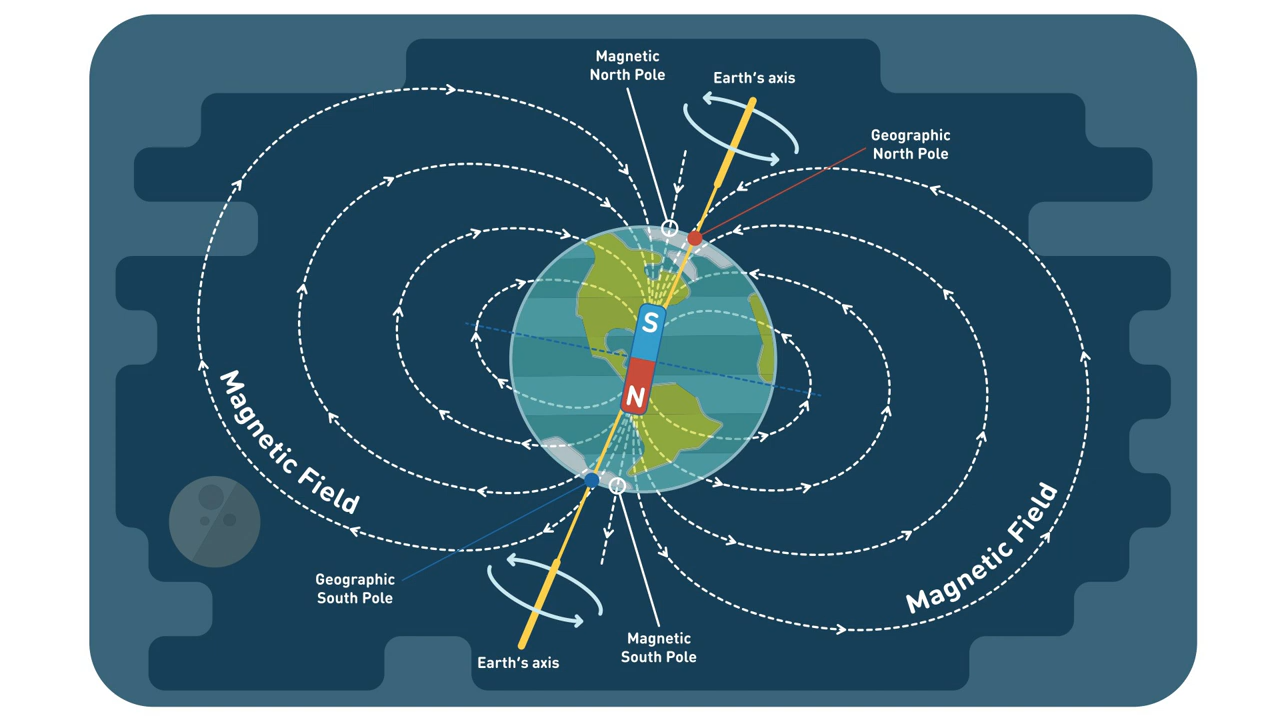 Magnetic
North Pole
Earth's axis
Geographic
North Pole
S
N
Magnetic Field
Magnetic Field
Geographic
South Pole
Magnetic
South Pole
Earth's axis